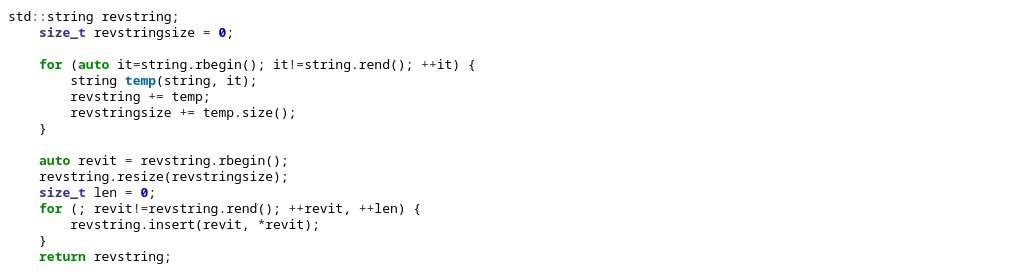 std::string revstring;
    size_t revstringsize = 0;

    for (auto it=string.rbegin(); it!=string.rend(); ++it) {
        string temp(string, it);
        revstring += temp;
        revstringsize += temp.size();
    }

    auto revit = revstring.rbegin();
    revstring.resize(revstringsize);
    size_t len = 0;
    for (; revit!=revstring.rend(); ++revit, ++len) {
        revstring.insert(revit, *revit);
    }
    return revstring;